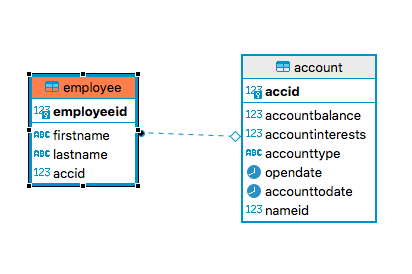 employee
123 employeeid
ABC firstname
ABC lastname
123 accid
account
123 accid
123 accountbalance
123 accountinterests
ABC accounttype
opendate
accounttodate
123 nameid